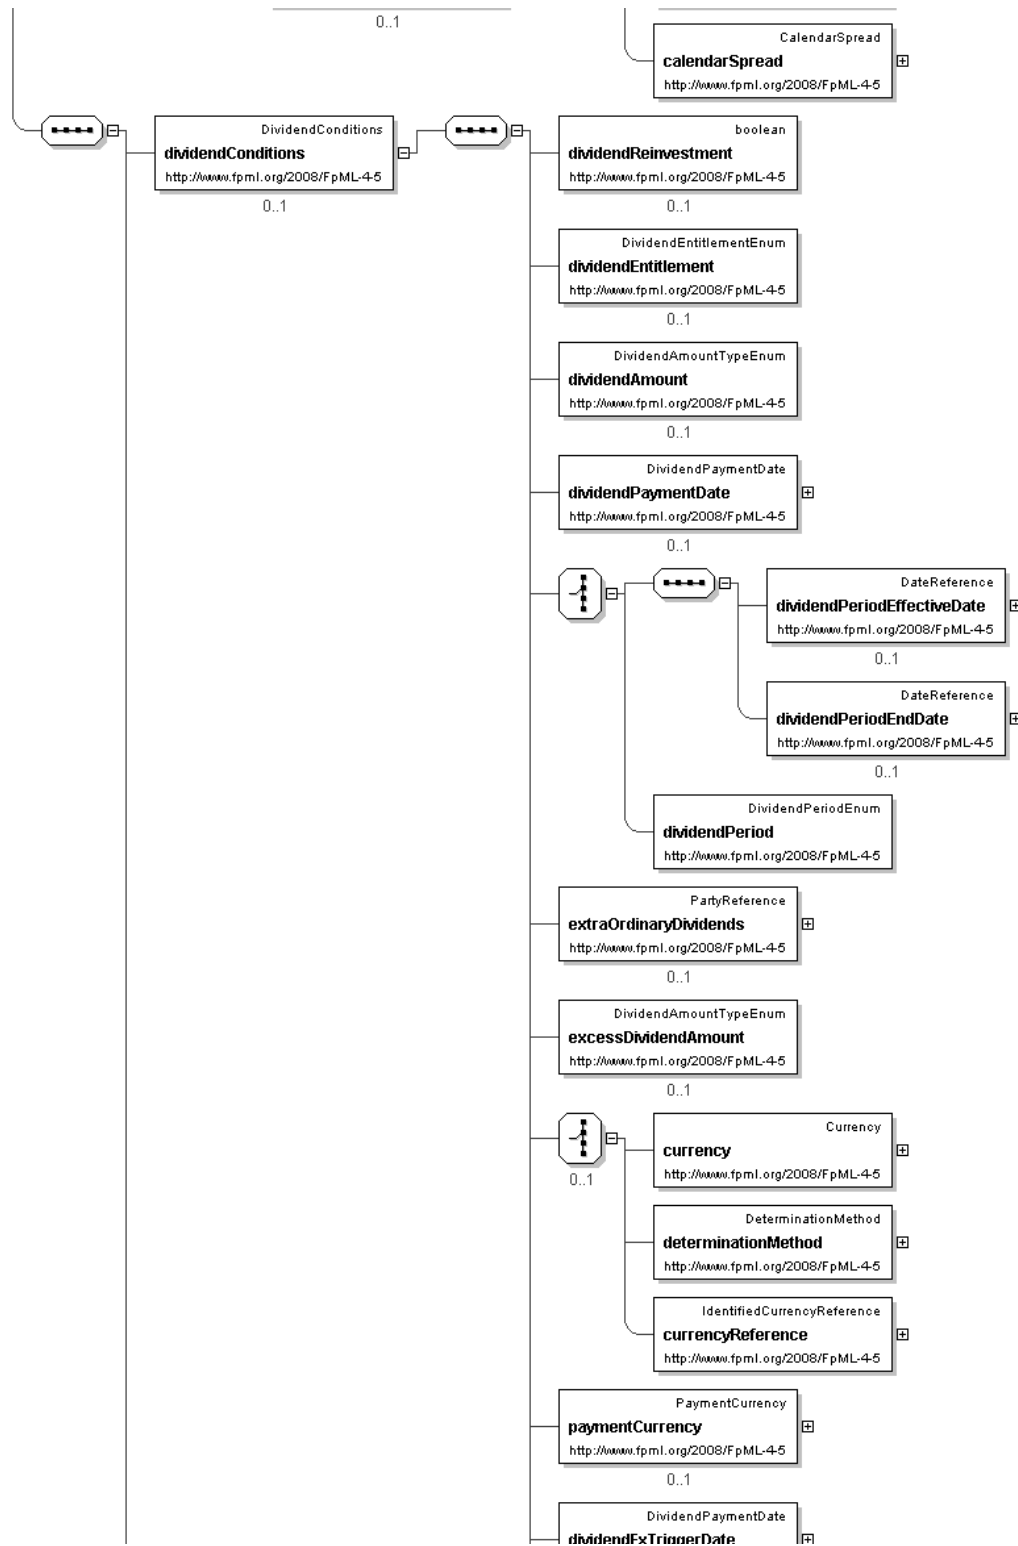 0..1
CalendarSpread
calendarSpread
http://www.fpml.org/2008/FpML-4-5
DividendConditions
dividendConditions
http://www.fpml.org/2008/FpML-4-5
0..1
boolean
dividendReinvestment
http://www.fpml.org/2008/FpML-4-5
0..1
DividendEntitlementEnum
dividendEntitlement
http://www.fpml.org/2008/FpML-4-5
0..1
DividendAmountTypeEnum
dividendAmount
http://www.fpml.org/2008/FpML-4-5
0..1
DividendPaymentDate
dividendPaymentDate
http://www.fpml.org/2008/FpML-4-5
0..1
DateReference
dividendPeriodEffectiveDate
http://www.fpml.org/2008/FpML-4-5
0..1
DateReference
dividendPeriodEndDate
http://www.fpml.org/2008/FpML-4-5
0..1
DividendPeriodEnum
dividendPeriod
http://www.fpml.org/2008/FpML-4-5
PartyReference
extraOrdinaryDividends
http://www.fpml.org/2008/FpML-4-5
0..1
DividendAmountTypeEnum
excessDividendAmount
http://www.fpml.org/2008/FpML-4-5
0..1
0..1
Currency
currency
http://www.fpml.org/2008/FpML-4-5
DeterminationMethod
determinationMethod
http://www.fpml.org/2008/FpML-4-5
IdentifiedCurrencyReference
currencyReference
http://www.fpml.org/2008/FpML-4-5
PaymentCurrency
paymentCurrency
http://www.fpml.org/2008/FpML-4-5
0..1
DividendPaymentDate
dividendFxTriggerDate